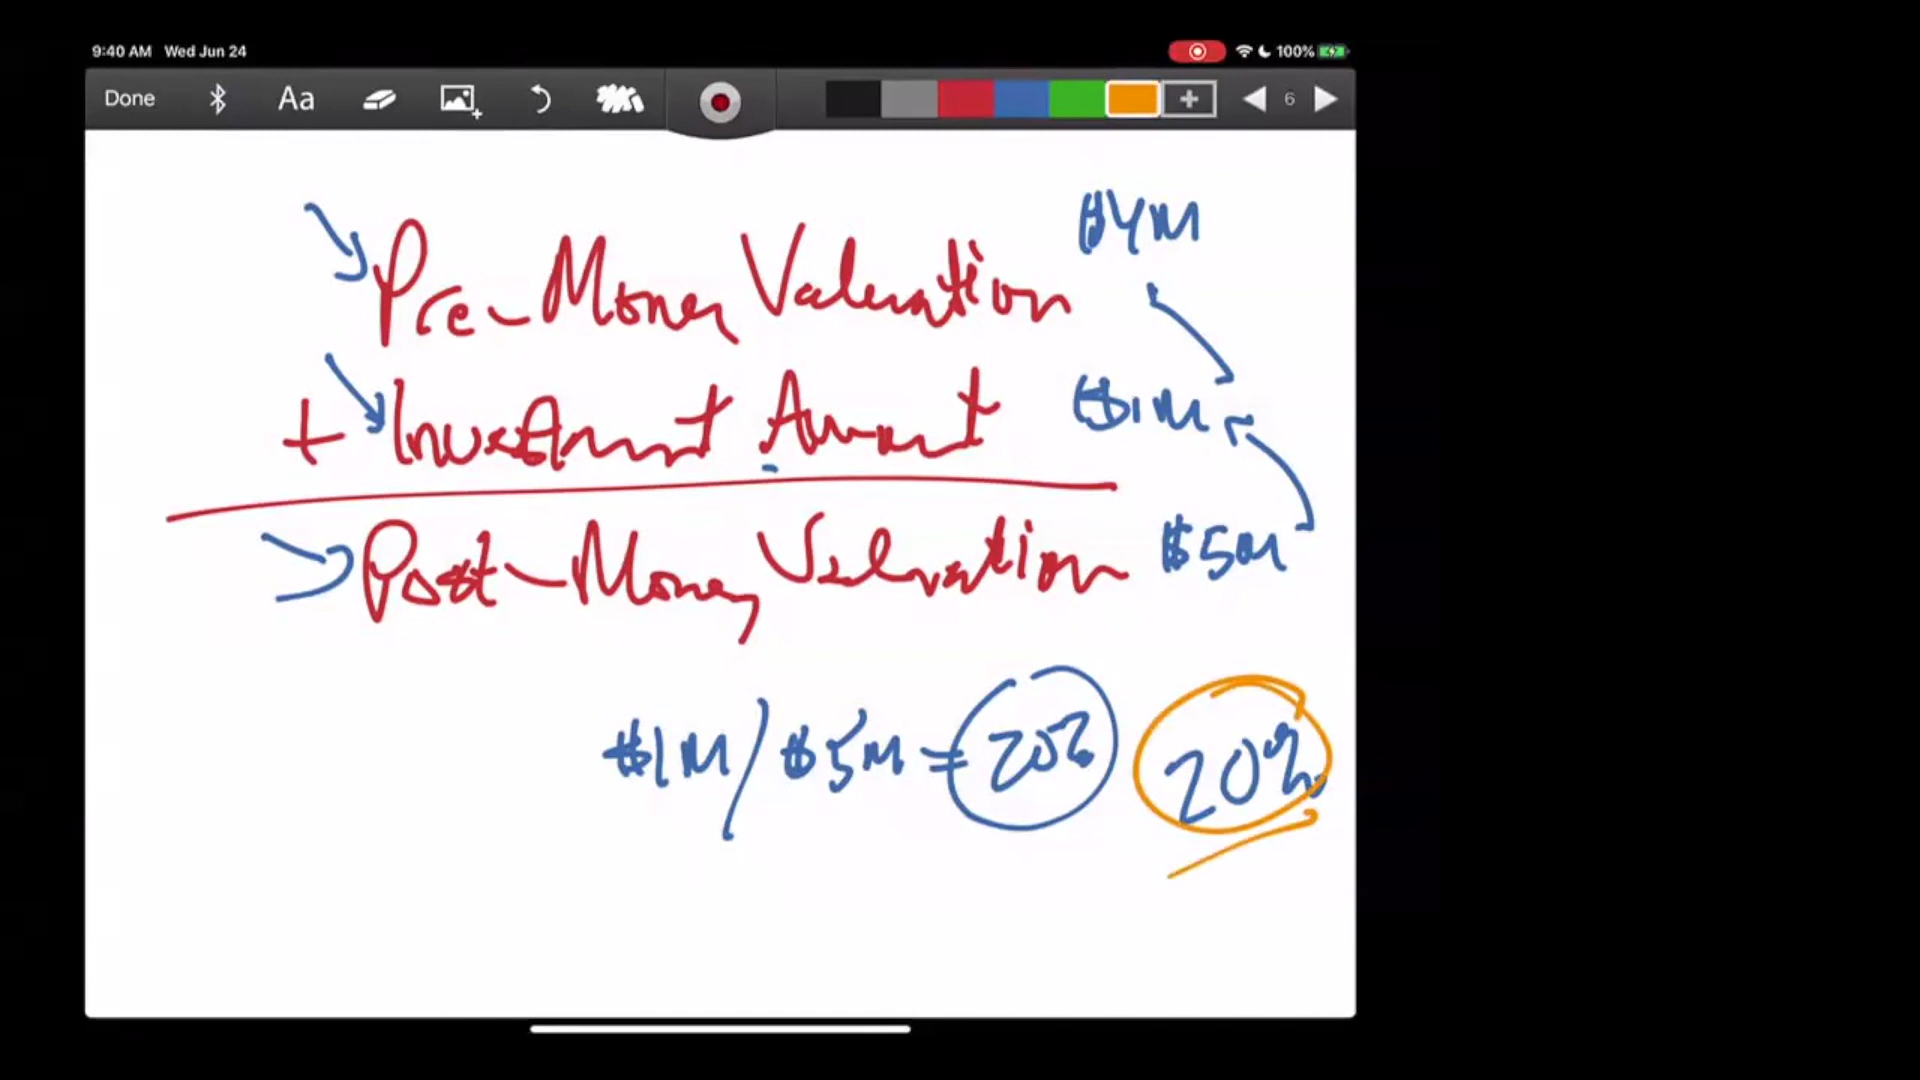 9:40 AM Wed Jun 24 100%
Done Aa 6
Pre-Money Valuation $4M
+ Investment Amount $1M
Post-Money Valuation $5M
$1M / $5M = 20% 20%